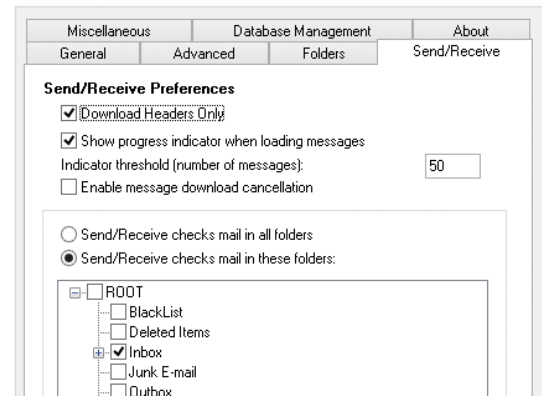 Miscellaneous Database Management About
General Advanced Folders Send/Receive
Send/Receive Preferences
Download Headers Only
Show progress indicator when loading messages
Indicator threshold (number of messages): 50
Enable message download cancellation
Send/Receive checks mail in all folders
Send/Receive checks mail in these folders:
ROOT
BlackList
Deleted Items
Inbox
Junk E-mail
Outbox